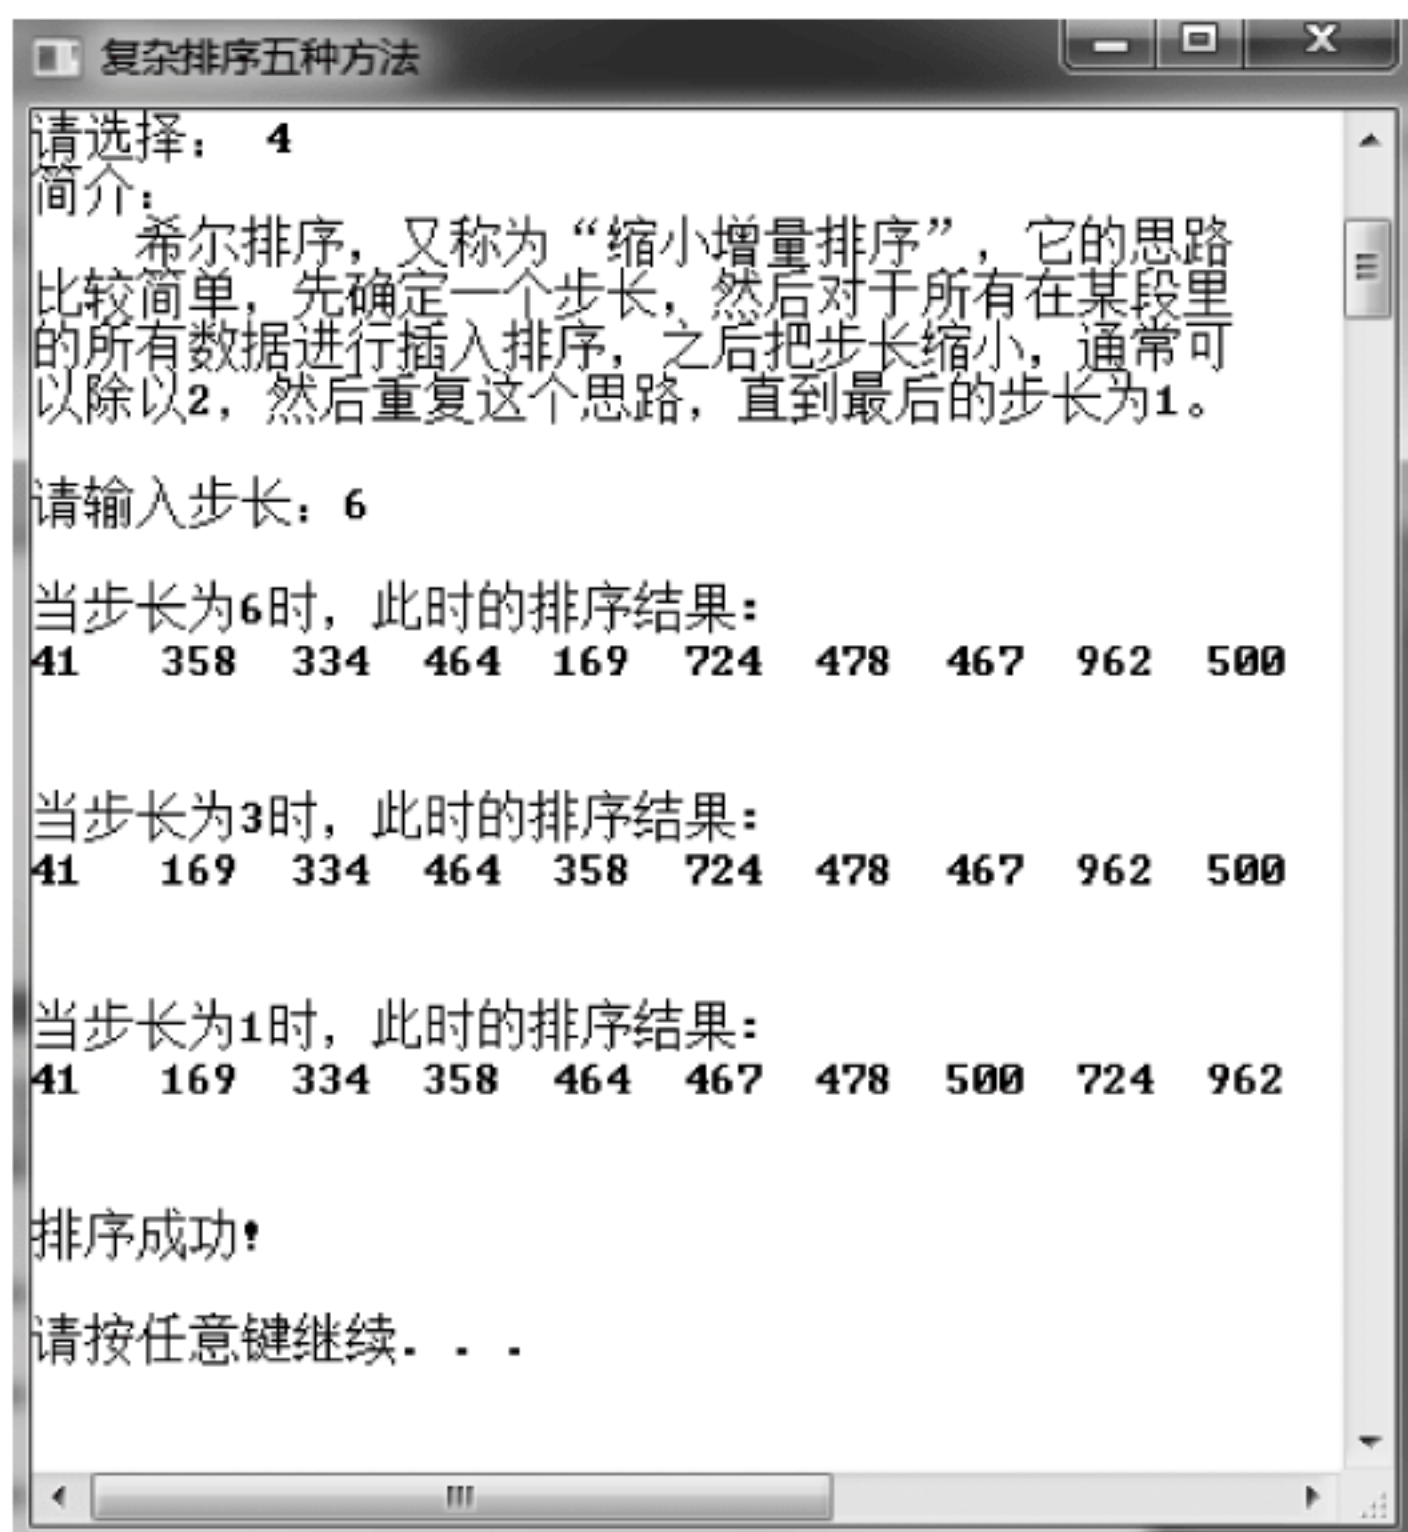 复杂排序五种方法
请选择： 4
简介：
希尔排序，又称为“缩小增量排序”，它的思路
比较简单，先确定一个步长，然后对于所有在某段里
的所有数据进行插入排序，之后把步长缩小，通常可
以除以2，然后重复这个思路，直到最后的步长为1。
请输入步长：6
当步长为6时，此时的排序结果：
41 358 334 464 169 724 478 467 962 500
当步长为3时，此时的排序结果：
41 169 334 464 358 724 478 467 962 500
当步长为1时，此时的排序结果：
41 169 334 358 464 467 478 500 724 962
排序成功!
请按任意键继续. . .